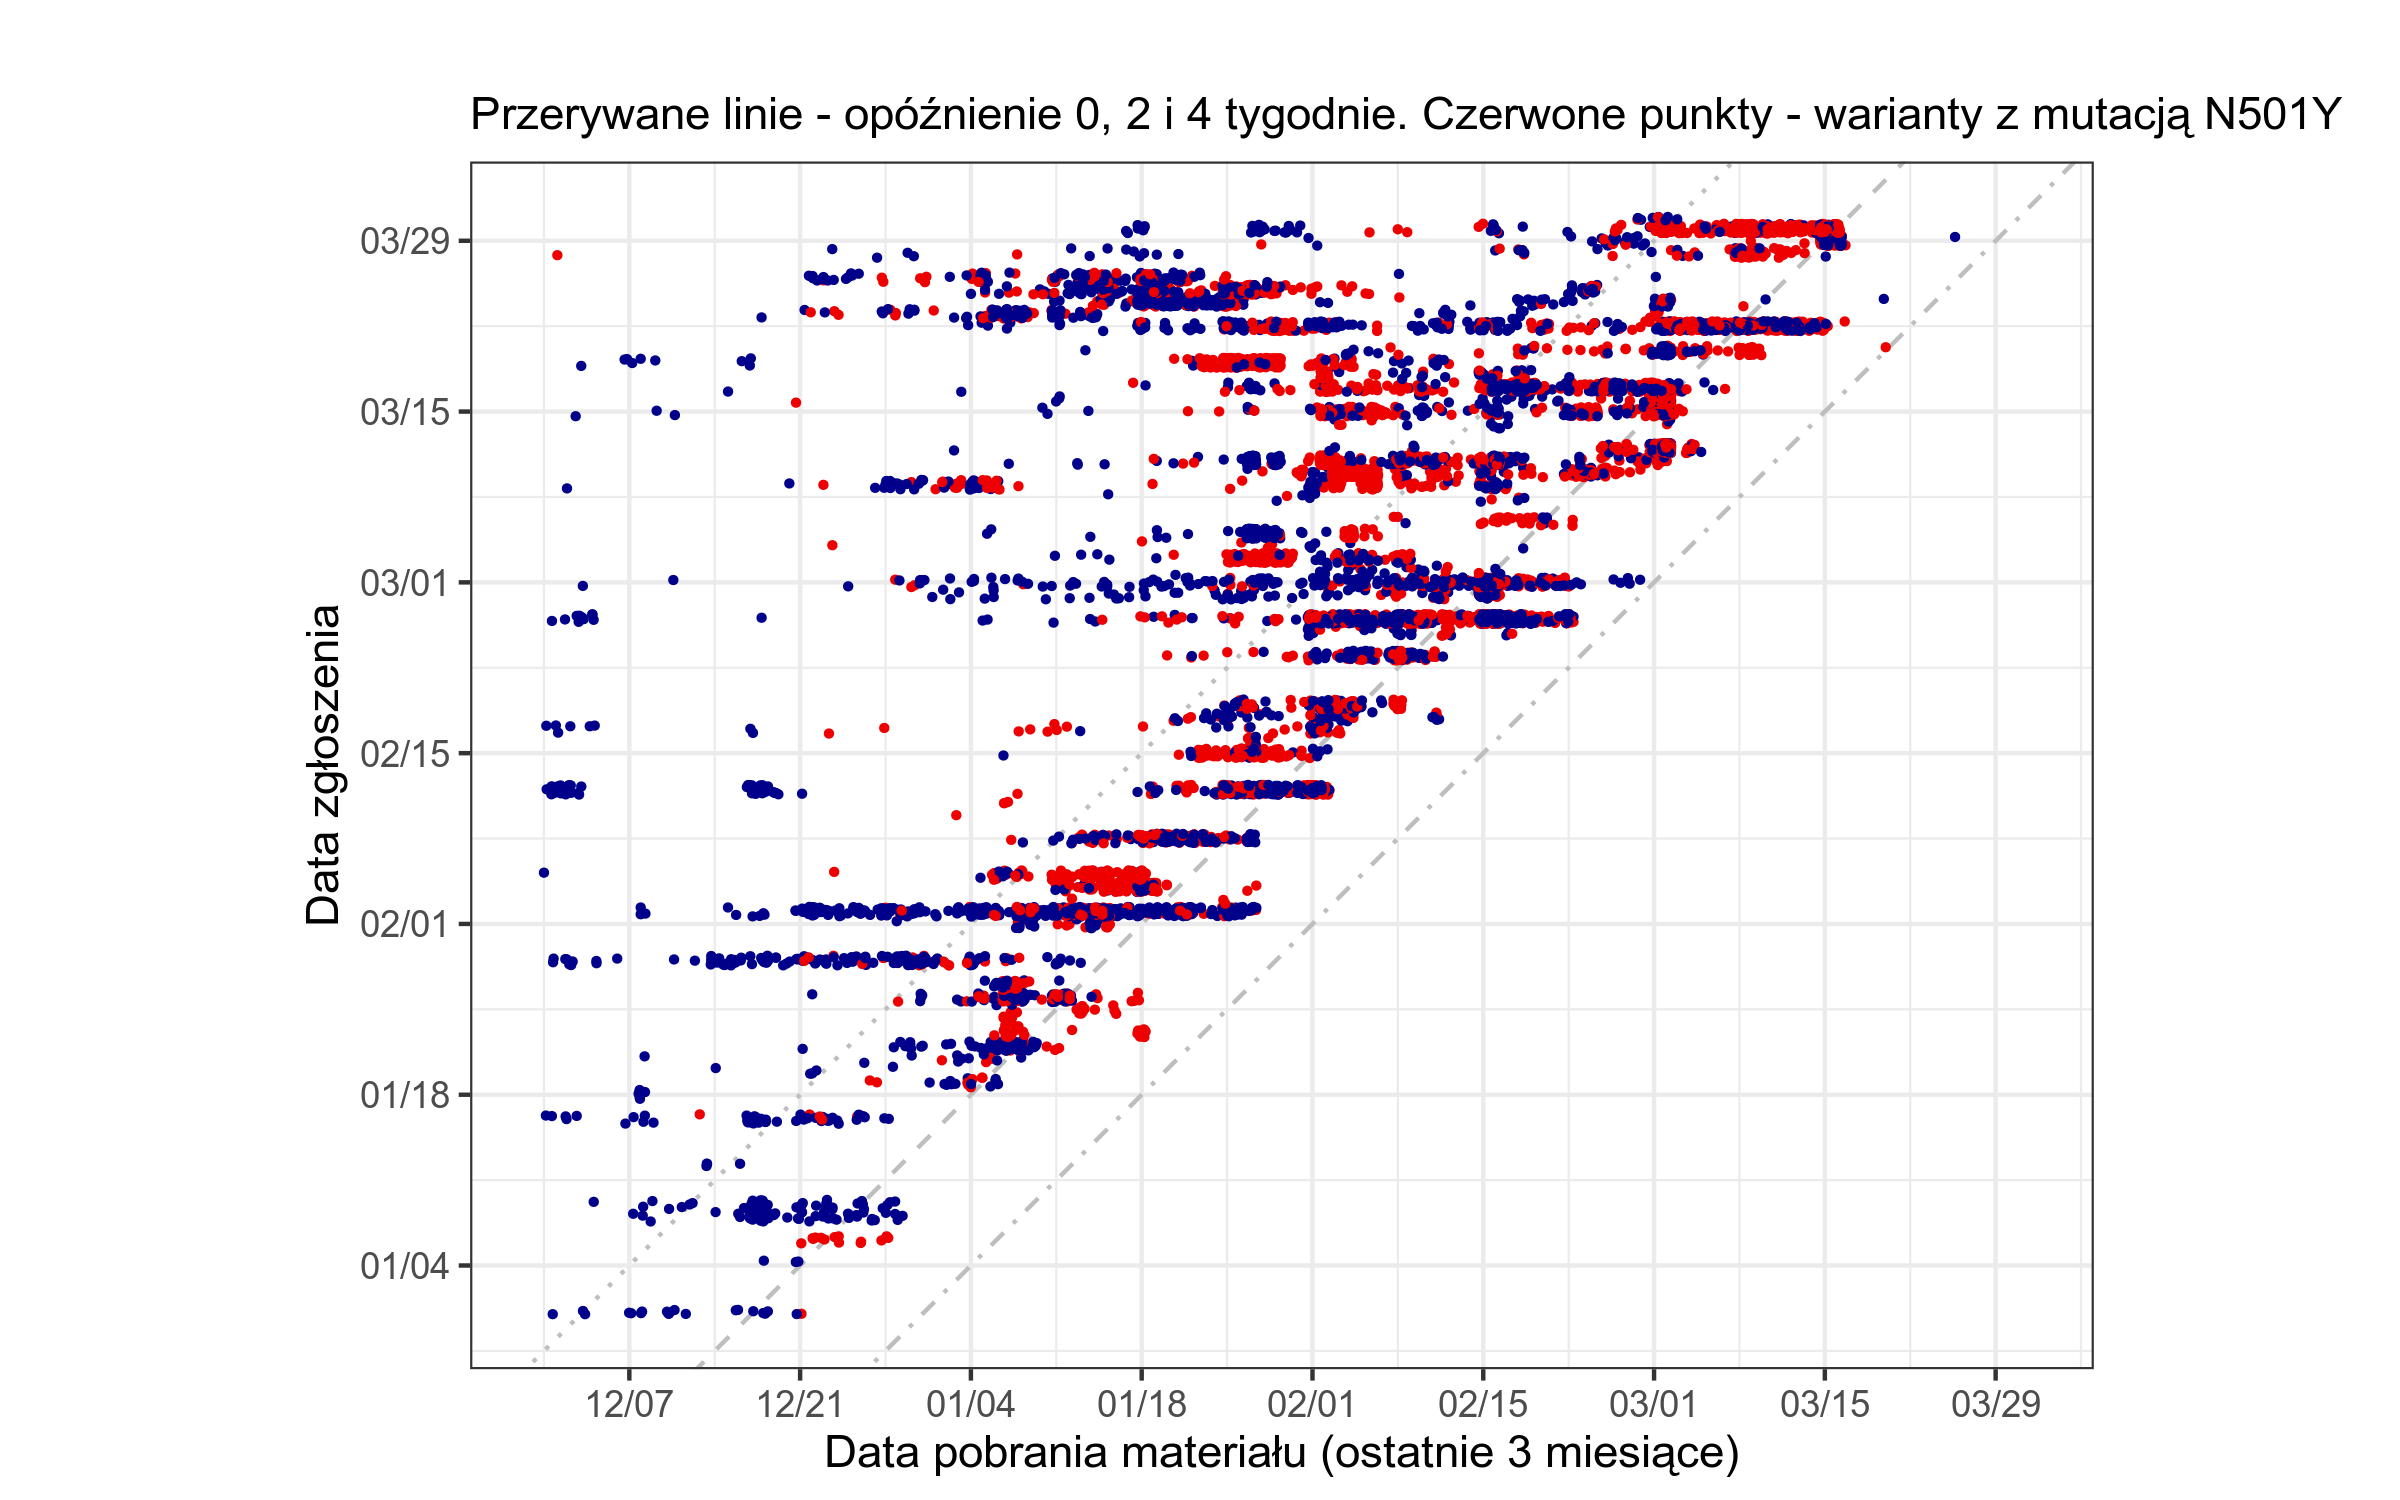 Przerywane linie - opóźnienie 0, 2 i 4 tygodnie. Czerwone punkty - warianty z mutacją N501Y
Data zgłoszenia
03/29
03/15
03/01
02/15
02/01
01/18
01/04
12/07 12/21 01/04 01/18 02/01 02/15 03/01 03/15 03/29
Data pobrania materiału (ostatnie 3 miesiące)